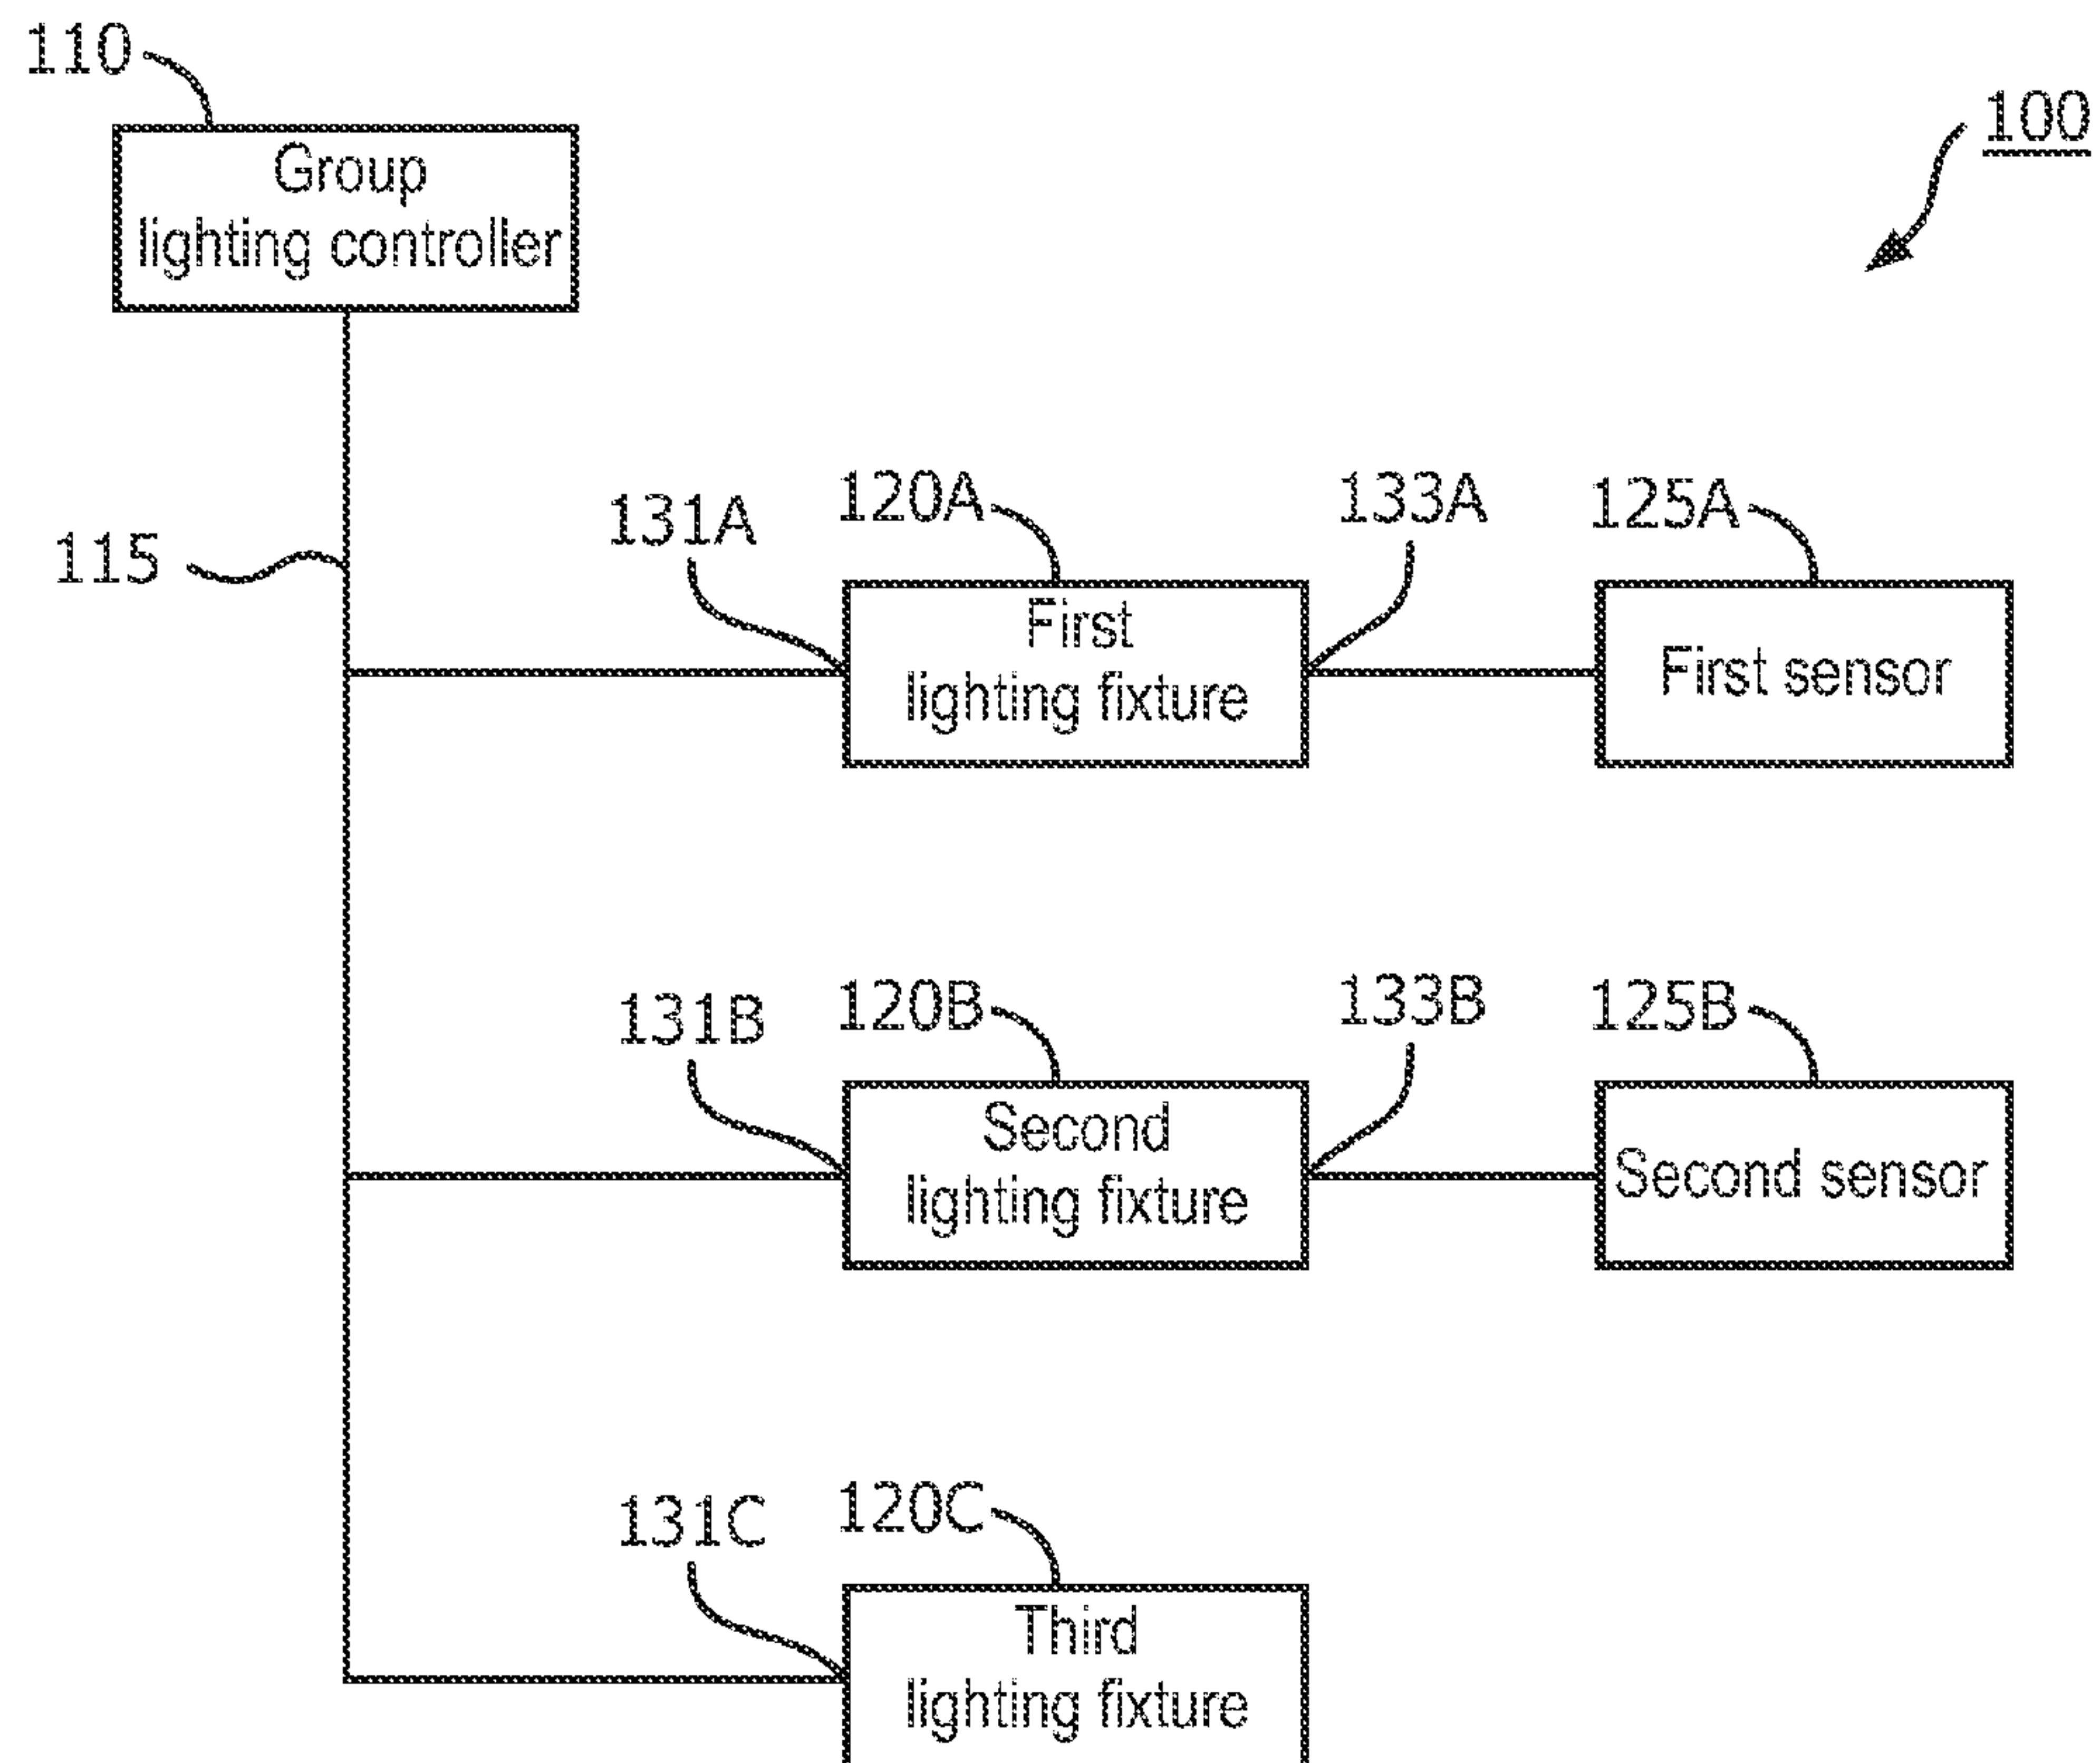 110
Group
lighting controller
100
115
131A
120A
133A
125A
First
lighting fixture
First sensor
131B
120B
133B
125B
Second
lighting fixture
Second sensor
131C
120C
Third
lighting fixture